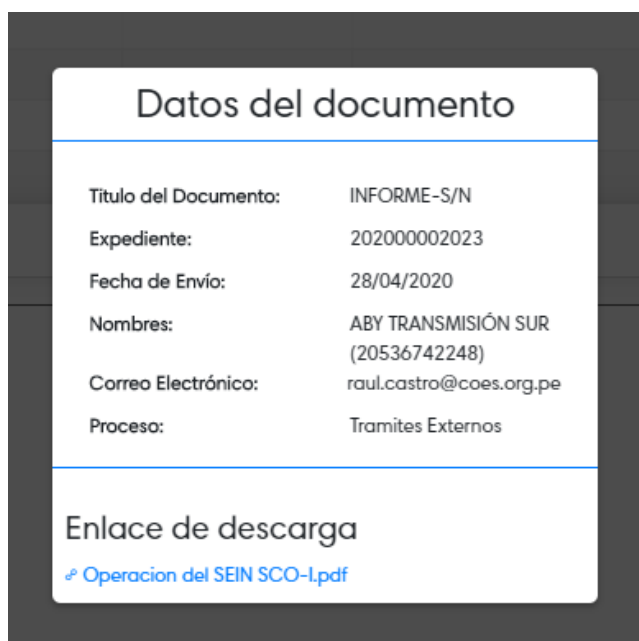 Datos del documento
Titulo del Documento: INFORME-S/N
Expediente: 202000002023
Fecha de Envío: 28/04/2020
Nombres: ABY TRANSMISIÓN SUR
(20536742248)
Correo Electrónico: raul.castro@coes.org.pe
Proceso: Tramites Externos
Enlace de descarga
Operacion del SEIN SCO-I.pdf